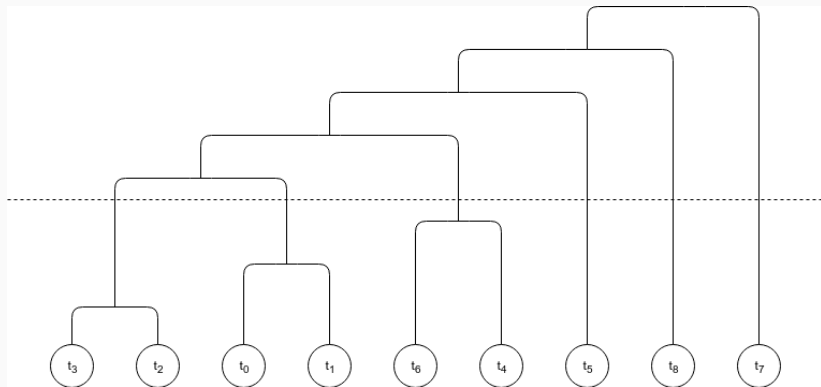 t₃ t₂ t₀ t₁ t₆ t₄ t₅ t₈ t₇